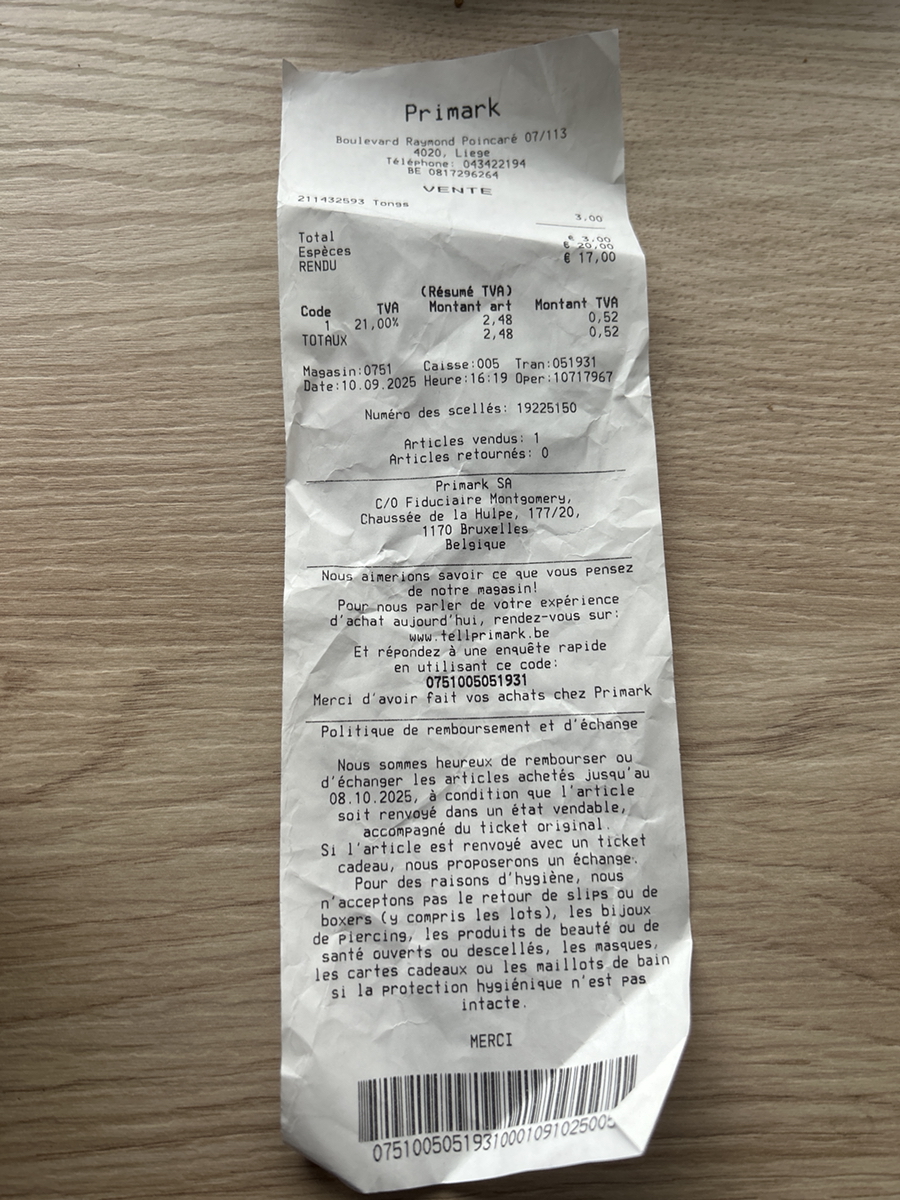 Primark
Boulevard Raymond Poincaré 07/113
4020, Liege
Téléphone: 043422194
BE 0817296264
VENTE
211432593 Tongs 3,00
Total € 3,00
Espèces € 20,00
RENDU € 17,00
(Résumé TVA)
Code TVA Montant art Montant TVA
1 21,00% 2,48 0,52
TOTAUX 2,48 0,52
Magasin:0751 Caisse:005 Tran:051931
Date:10.09.2025 Heure:16:19 Oper:10717967
Numéro des scellés: 19225150
Articles vendus: 1
Articles retournés: 0
Primark SA
C/O Fiduciaire Montgomery,
Chaussée de la Hulpe, 177/20,
1170 Bruxelles
Belgique
Nous aimerions savoir ce que vous pensez
de notre magasin!
Pour nous parler de votre expérience
d'achat aujourd'hui, rendez-vous sur:
www.tellprimark.be
Et répondez à une enquête rapide
en utilisant ce code:
0751005051931
Merci d'avoir fait vos achats chez Primark
Politique de remboursement et d'échange
Nous sommes heureux de rembourser ou
d'échanger les articles achetés jusqu'au
08.10.2025, à condition que l'article
soit renvoyé dans un état vendable,
accompagné du ticket original.
Si l'article est renvoyé avec un ticket
cadeau, nous proposerons un échange.
Pour des raisons d'hygiène, nous
n'acceptons pas le retour de slips ou de
boxers (y compris les lots), les bijoux
de piercing, les produits de beauté ou de
santé ouverts ou descellés, les masques,
les cartes cadeaux ou les maillots de bain
si la protection hygiénique n'est pas
intacte.
MERCI